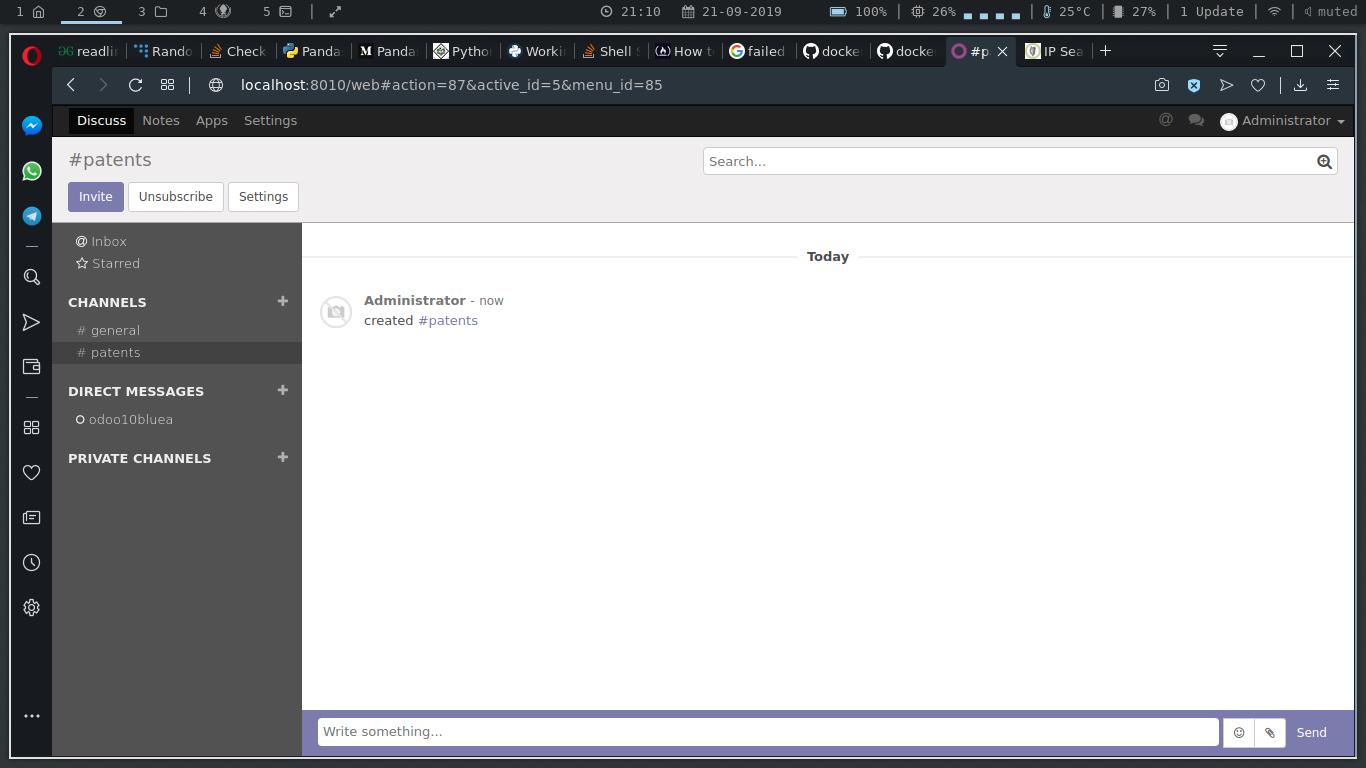 1 2 3 4 5 21:10 21-09-2019 100% 26% 25°C 27% 1 Update muted
readli Rando Check Panda Panda Pytho Worki Shell How t failed docke docke #p IP Sea
localhost:8010/web#action=87&active_id=5&menu_id=85
Discuss Notes Apps Settings @ Administrator
#patents
Search...
Invite Unsubscribe Settings
Inbox
Starred
CHANNELS
# general
# patents
DIRECT MESSAGES
odoo10bluea
PRIVATE CHANNELS
Today
Administrator - now
created #patents
Write something...
Send